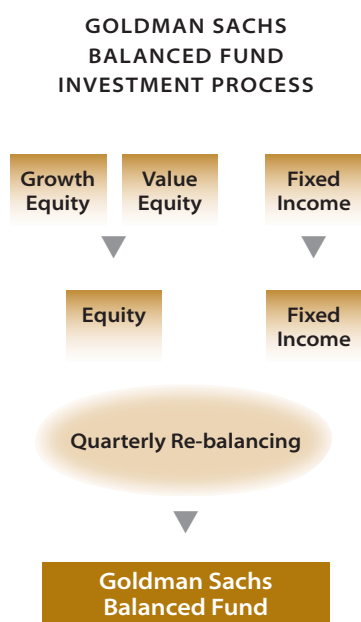 GOLDMAN SACHS
BALANCED FUND
INVESTMENT PROCESS
Growth
Equity
Value
Equity
Fixed
Income
Equity
Fixed
Income
Quarterly Re-balancing
Goldman Sachs
Balanced Fund